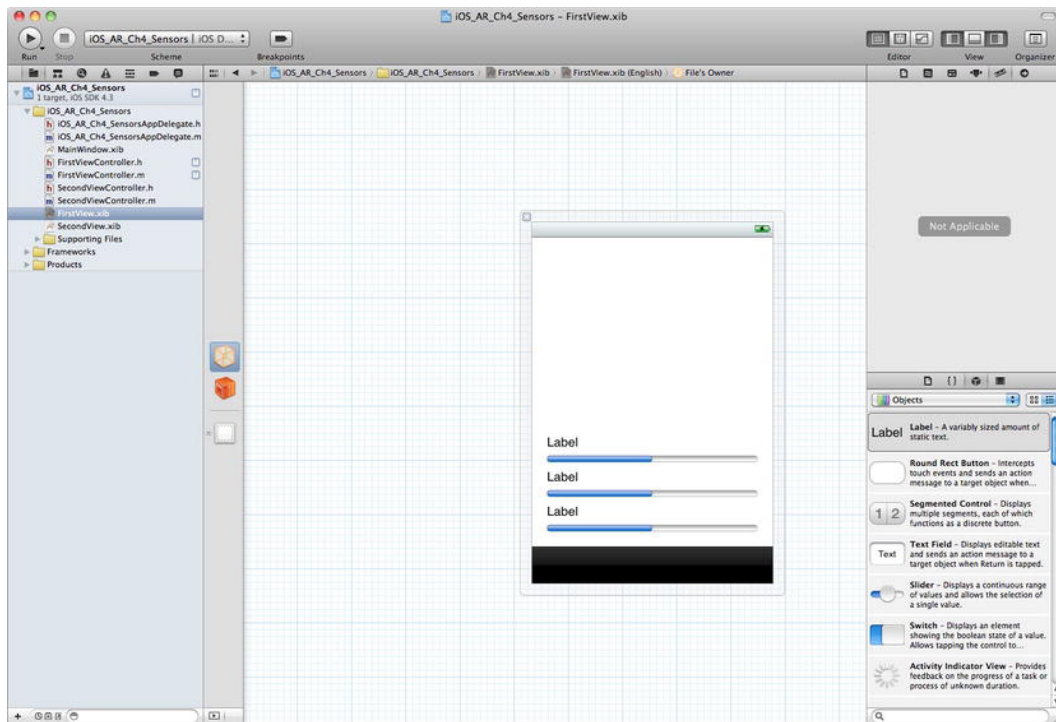 iOS_AR_Ch4_Sensors – FirstView.xib
iOS_AR_Ch4_Sensors | iOS D...
Run
Stop
Scheme
Breakpoints
Editor
View
Organizer
iOS_AR_Ch4_Sensors
iOS_AR_Ch4_Sensors
FirstView.xib
FirstView.xib (English)
File's Owner
iOS_AR_Ch4_Sensors
1 target, iOS SDK 4.3
iOS_AR_Ch4_Sensors
h iOS_AR_Ch4_SensorsAppDelegate.h
m iOS_AR_Ch4_SensorsAppDelegate.m
MainWindow.xib
h FirstViewController.h
m FirstViewController.m
h SecondViewController.h
m SecondViewController.m
FirstView.xib
SecondView.xib
Supporting Files
Frameworks
Products
Label
Label
Label
Not Applicable
{}
Objects
Label
Label – A variably sized amount of
static text.
Round Rect Button – Intercepts
touch events and sends an action
message to a target object when...
1 2
Segmented Control – Displays
multiple segments, each of which
functions as a discrete button.
Text
Text Field – Displays editable text
and sends an action message to a
target object when Return is tapped.
Slider – Displays a continuous range
of values and allows the selection of
a single value.
Switch – Displays an element
showing the boolean state of a value.
Allows tapping the control to...
Activity Indicator View – Provides
feedback on the progress of a task or
process of unknown duration.